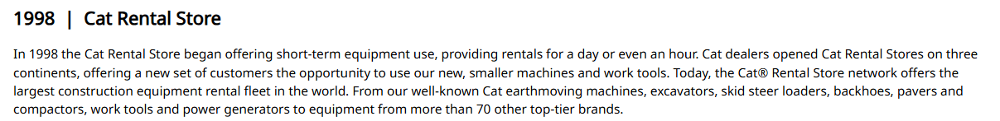 1998 | Cat Rental Store
In 1998 the Cat Rental Store began offering short-term equipment use, providing rentals for a day or even an hour. Cat dealers opened Cat Rental Stores on three
continents, offering a new set of customers the opportunity to use our new, smaller machines and work tools. Today, the Cat® Rental Store network offers the
largest construction equipment rental fleet in the world. From our well-known Cat earthmoving machines, excavators, skid steer loaders, backhoes, pavers and
compactors, work tools and power generators to equipment from more than 70 other top-tier brands.